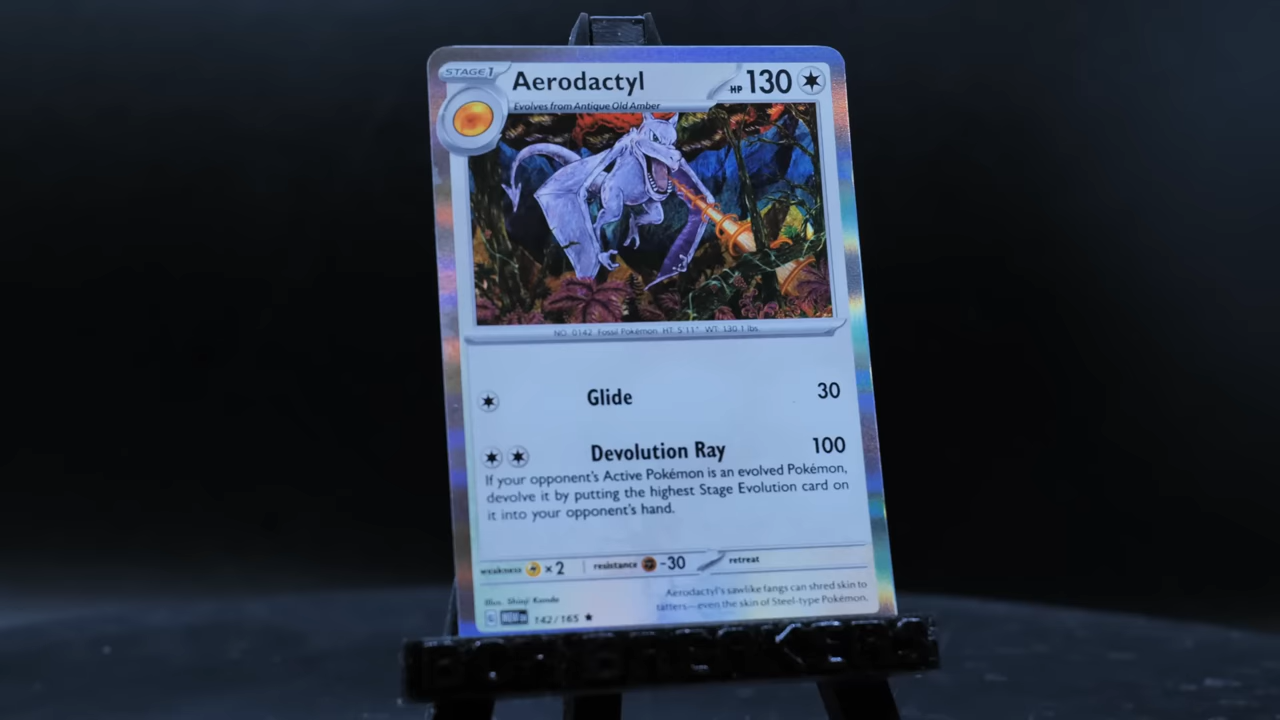 STAGE 1
Aerodactyl
HP 130
Evolves from Antique Old Amber
NO. 0142 Fossil Pokémon HT: 5'11" WT: 130.1 lbs.
Glide 30
Devolution Ray 100
If your opponent's Active Pokémon is an evolved Pokémon,
devolve it by putting the highest Stage Evolution card on
it into your opponent's hand.
weakness ×2 resistance -30 retreat
Illus. Shinji Kanda
Aerodactyl's sawlike fangs can shred skin to
tatters—even the skin of Steel-type Pokémon.
142/165 ★